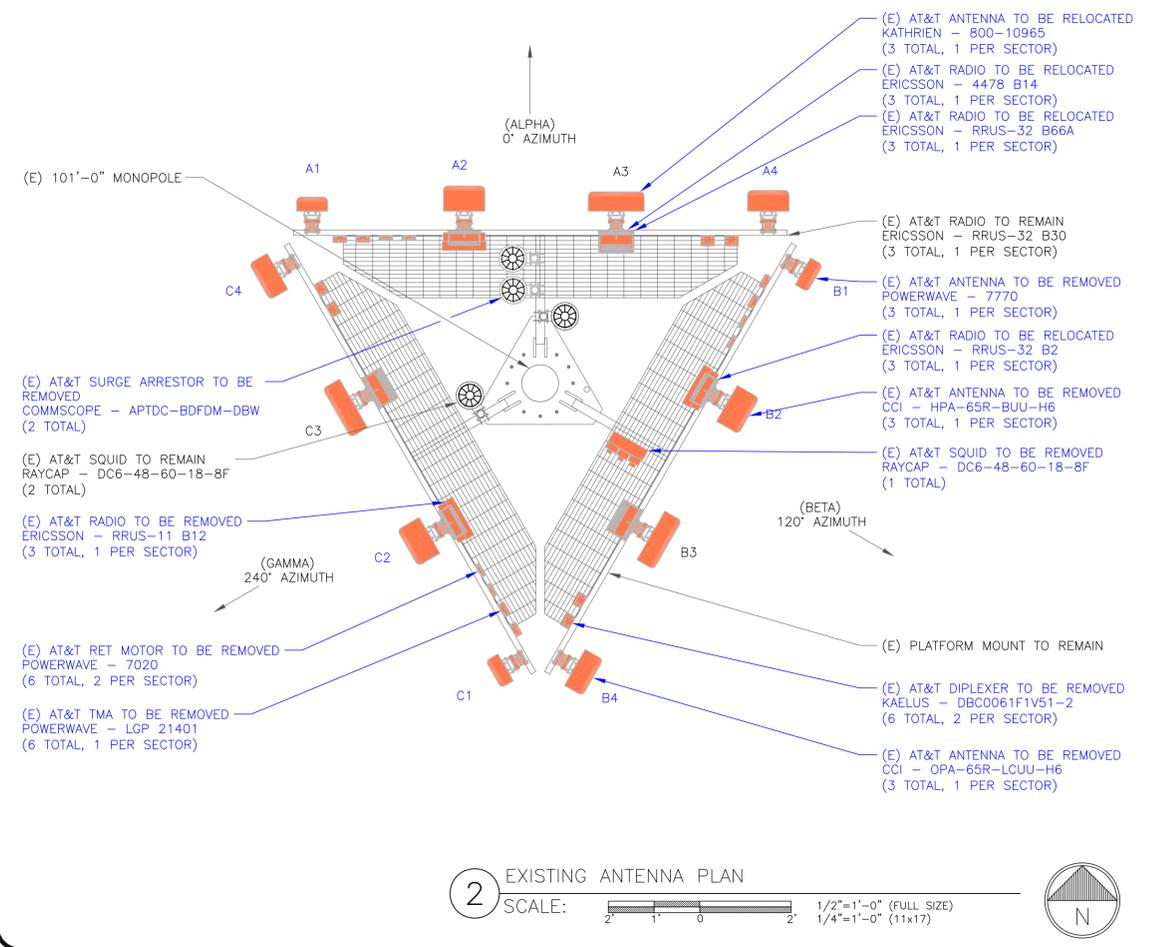 (E) AT&T ANTENNA TO BE RELOCATED
KATHRIEN - 800-10965
(3 TOTAL, 1 PER SECTOR)
(E) AT&T RADIO TO BE RELOCATED
ERICSSON - 4478 B14
(3 TOTAL, 1 PER SECTOR)
(E) AT&T RADIO TO BE RELOCATED
ERICSSON - RRUS-32 B66A
(3 TOTAL, 1 PER SECTOR)
(ALPHA)
0° AZIMUTH
A1
A2
A3
A4
(E) 101'-0" MONOPOLE
(E) AT&T RADIO TO REMAIN
ERICSSON - RRUS-32 B30
(3 TOTAL, 1 PER SECTOR)
C4
B1
(E) AT&T ANTENNA TO BE REMOVED
POWERWAVE - 7770
(3 TOTAL, 1 PER SECTOR)
(E) AT&T RADIO TO BE RELOCATED
ERICSSON - RRUS-32 B2
(3 TOTAL, 1 PER SECTOR)
(E) AT&T SURGE ARRESTOR TO BE
REMOVED
COMMSCOPE - APTDC-BDFDM-DBW
(2 TOTAL)
(E) AT&T ANTENNA TO BE REMOVED
CCI - HPA-65R-BUU-H6
(3 TOTAL, 1 PER SECTOR)
C3
B2
(E) AT&T SQUID TO REMAIN
RAYCAP - DC6-48-60-18-8F
(2 TOTAL)
(E) AT&T SQUID TO BE REMOVED
RAYCAP - DC6-48-60-18-8F
(1 TOTAL)
(E) AT&T RADIO TO BE REMOVED
ERICSSON - RRUS-11 B12
(3 TOTAL, 1 PER SECTOR)
(BETA)
120° AZIMUTH
C2
B3
(GAMMA)
240° AZIMUTH
(E) AT&T RET MOTOR TO BE REMOVED
POWERWAVE - 7020
(6 TOTAL, 2 PER SECTOR)
(E) PLATFORM MOUNT TO REMAIN
C1
B4
(E) AT&T DIPLEXER TO BE REMOVED
KAELUS - DBC0061F1V51-2
(6 TOTAL, 2 PER SECTOR)
(E) AT&T TMA TO BE REMOVED
POWERWAVE - LGP 21401
(6 TOTAL, 1 PER SECTOR)
(E) AT&T ANTENNA TO BE REMOVED
CCI - OPA-65R-LCUU-H6
(3 TOTAL, 1 PER SECTOR)
2
EXISTING ANTENNA PLAN
SCALE:
2' 1' 0 2'
1/2"=1'-0" (FULL SIZE)
1/4"=1'-0" (11x17)
N